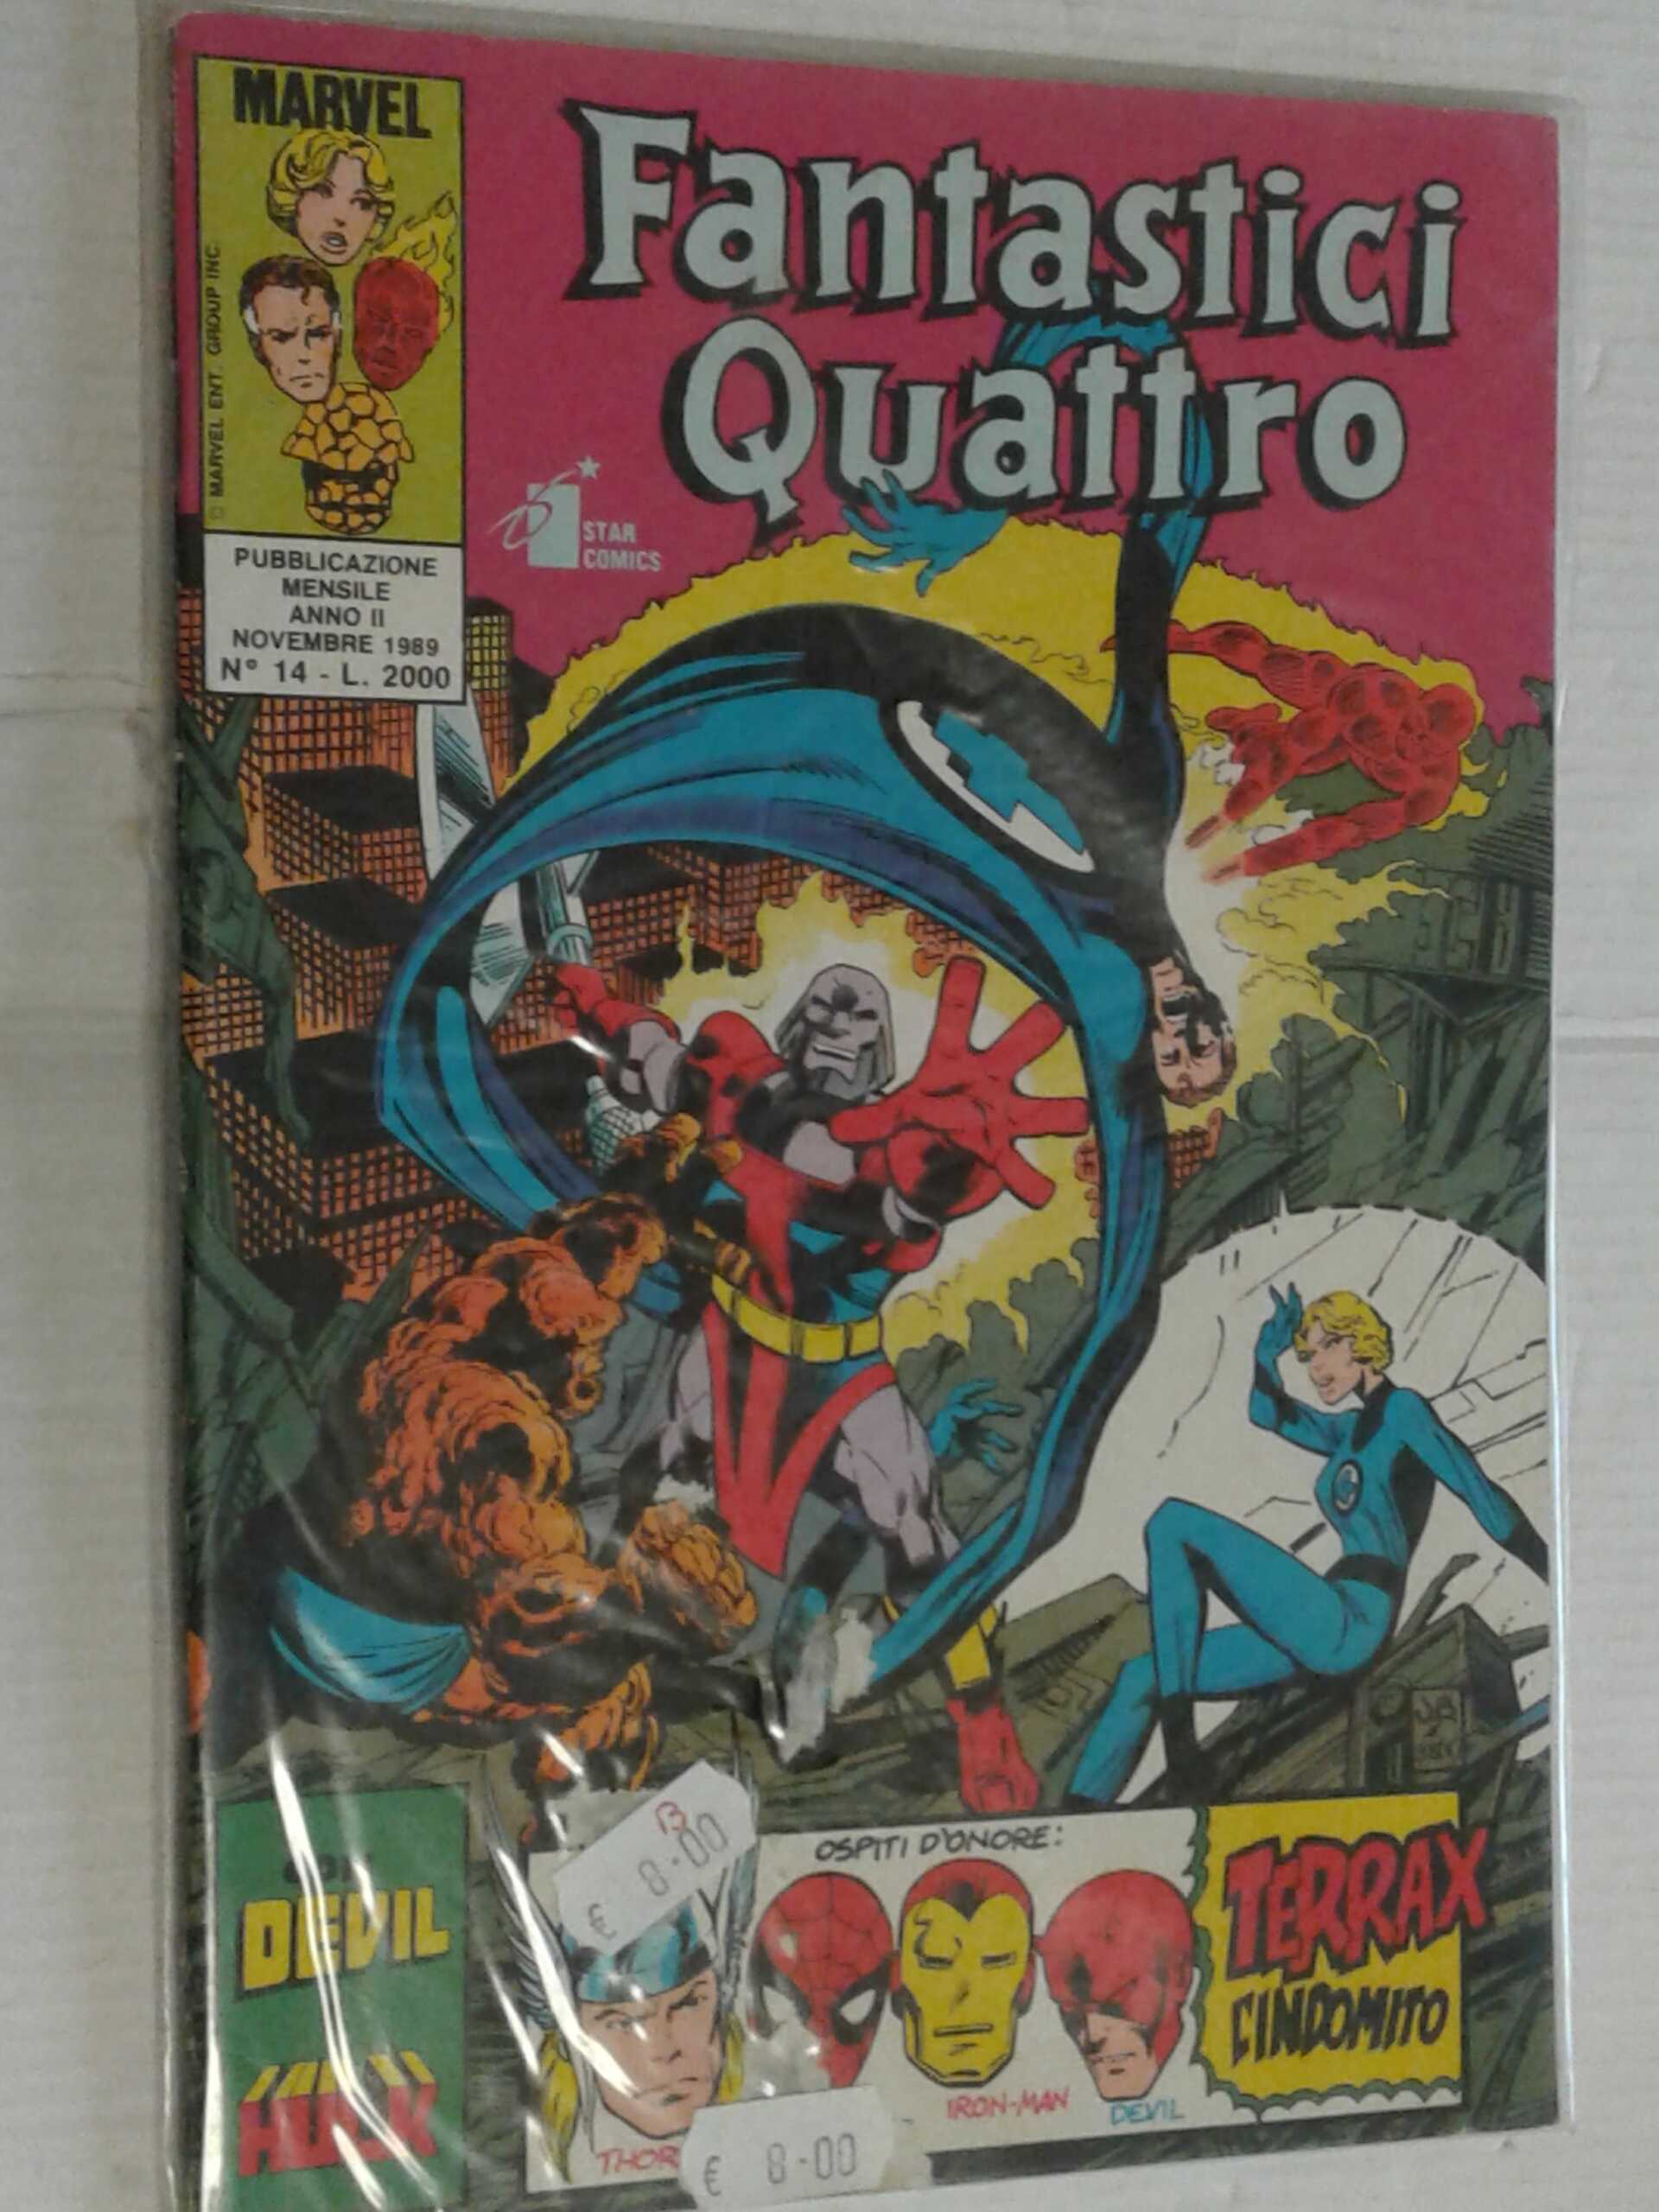 MARVEL
© MARVEL ENT. GROUP INC
PUBBLICAZIONE
MENSILE
ANNO II
NOVEMBRE 1989
N° 14 - L. 2000
Fantastici
Quattro
STAR
COMICS
DEVIL
HULK
€ 8.00
OSPITI D'ONORE:
THOR
IRON-MAN
DEVIL
TERRAX
L'INDOMITO
€ 8.00